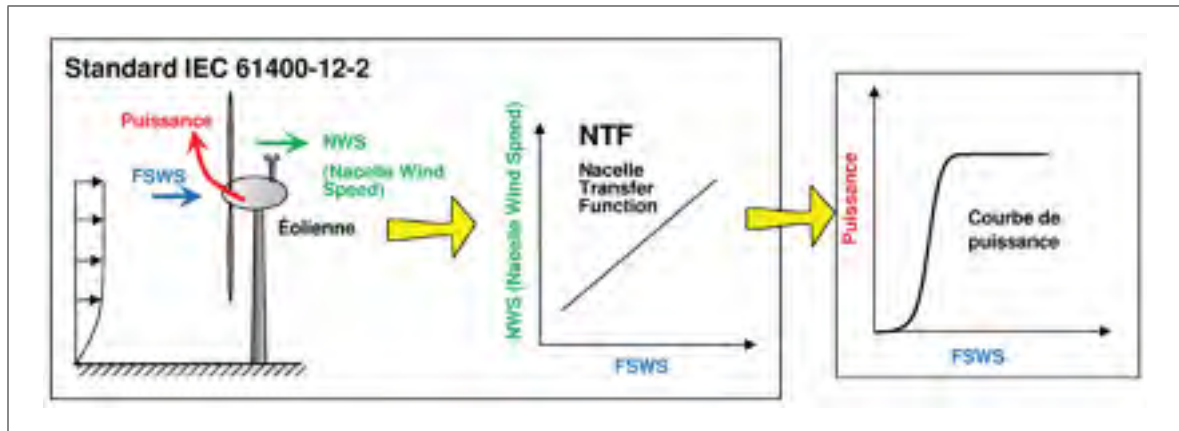 Standard IEC 61400-12-2
Puissance
NWS
(Nacelle Wind
Speed)
FSWS
Éolienne
NWS (Nacelle Wind Speed)
NTF
Nacelle
Transfer
Function
FSWS
Puissance
Courbe de
puissance
FSWS